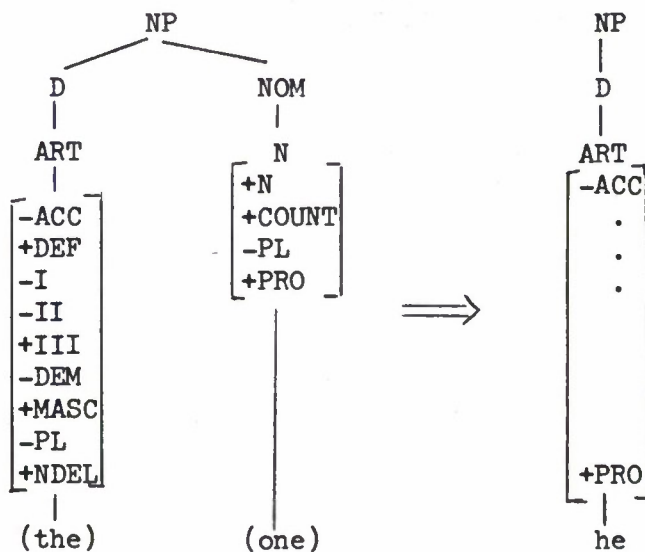 NP NP
D NOM D
ART N ART
-ACC +N -ACC
+DEF +COUNT .
-I -PL .
-II +PRO .
+III
-DEM
+MASC
-PL
+NDEL +PRO
(the) (one) he